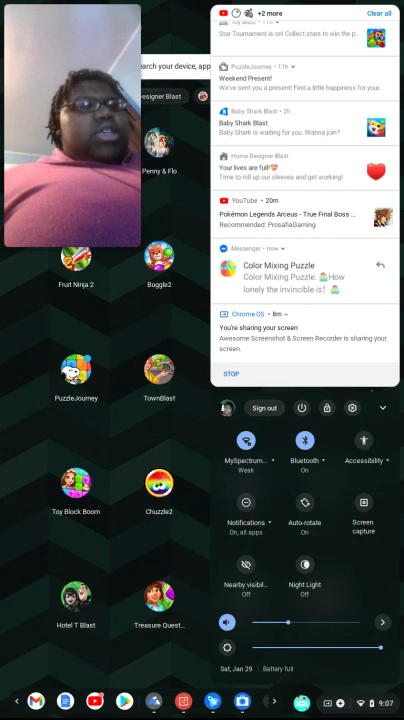 +2 more
Clear all
Star Tournament is on! Collect stars to win the p..
PuzzleJourney • 11h
Weekend Present!
We've sent you a present! Find a little happiness for your.
Baby Shark Blast • 2h
Baby Shark Blast
Baby Shark is waiting for you. Wanna join?
Home Designer Blast
Your lives are full!💝
Time to roll up our sleeves and get working!
YouTube • 20m
Pokémon Legends Arceus - True Final Boss ...
Recommended: ProsafiaGaming
Messenger • now
Color Mixing Puzzle
Color Mixing Puzzle: How
lonely the invincible is!
Chrome OS • 8m
You're sharing your screen
Awesome Screenshot & Screen Recorder is sharing your
screen.
STOP
earch your device, app
esigner Blast
Penny & Flo
Fruit Ninja 2
Buggle2
PuzzleJourney
TownBlast
Toy Block Boom
Chuzzle2
Hotel T Blast
Treasure Quest...
Sign out
MySpectrum...
Weak
Bluetooth
On
Accessibility
Notifications
On, all apps
Auto-rotate
On
Screen
capture
Nearby visibil...
Off
Night Light
Off
Sat, Jan 29
Battery full
9:07